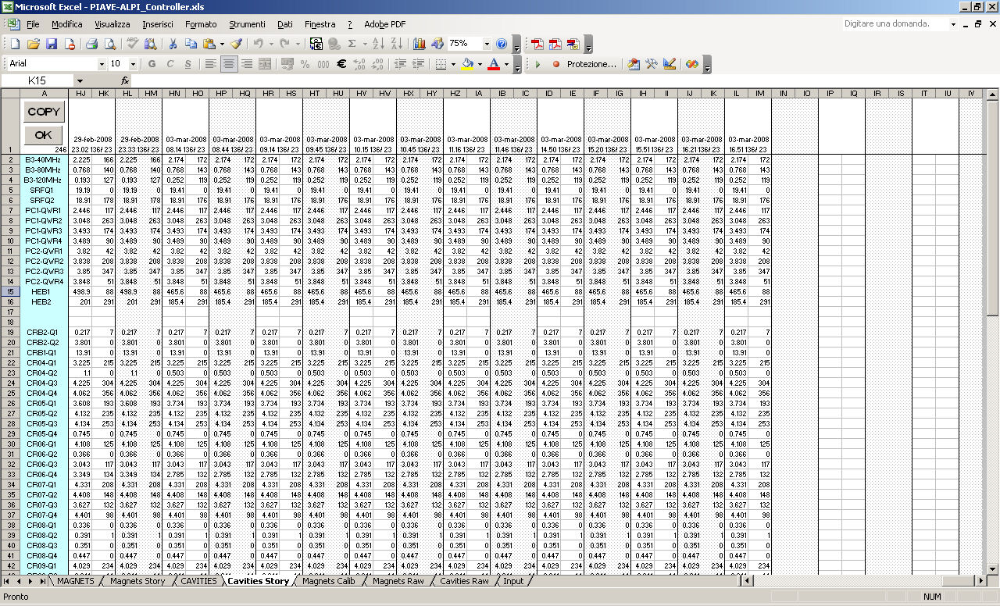 Microsoft Excel - PIAVE-ALPI_Controller.xls
File Modifica Visualizza Inserisci Formato Strumenti Dati Finestra ? Adobe PDF Digitare una domanda.
75%
Arial 10 G C S % 000 € Protezione...
K15 fx
A HJ HK HL HM HN HO HP HQ HR HS HT HU HV HW HX HY HZ IA IB IC ID IE IF IG IH II IJ IK IL IM IN IO IP IQ IR IS IT IU IV
COPY
OK
29-feb-2008 29-feb-2008 03-mar-2008 03-mar-2008 03-mar-2008 03-mar-2008 03-mar-2008 03-mar-2008 03-mar-2008 03-mar-2008 03-mar-2008 03-mar-2008 03-mar-2008 03-mar-2008 03-mar-2008
1 246 23.02 136/ 23 23.33 136/ 23 08.14 136/ 23 08.44 136/ 23 09.14 136/ 23 09.45 136/ 23 10.15 136/ 23 10.45 136/ 23 11.16 136/ 23 11.46 136/ 23 14.50 136/ 23 15.20 136/ 23 15.51 136/ 23 16.21 136/ 23 16.51 136/ 23
2 B3-40MHz 2.225 166 2.225 166 2.174 172 2.174 172 2.174 172 2.174 172 2.174 172 2.174 172 2.174 172 2.174 172 2.174 172 2.174 172 2.174 172 2.174 172 2.174 172
3 B3-80MHz 0.768 140 0.768 140 0.768 143 0.768 143 0.768 143 0.768 143 0.768 143 0.768 143 0.768 143 0.768 143 0.768 143 0.768 143 0.768 143 0.768 143 0.768 143
4 B3-120MHz 0.193 127 0.193 127 0.252 119 0.252 119 0.252 119 0.252 119 0.252 119 0.252 119 0.252 119 0.252 119 0.252 119 0.252 119 0.252 119 0.252 119 0.252 119
5 SRFQ1 19.19 0 19.19 0 19.41 0 19.41 0 19.41 0 19.41 0 19.41 0 19.41 0 19.41 0 19.41 0 19.41 0 19.41 0 19.41 0 19.41 0 19.41 0
6 SRFQ2 18.91 178 18.91 178 18.91 176 18.91 176 18.91 176 18.91 176 18.91 176 18.91 176 18.91 176 18.91 176 18.91 176 18.91 176 18.91 176 18.91 176 18.91 176
7 PC1-QWR1 2.446 117 2.446 117 2.446 117 2.446 117 2.446 117 2.446 117 2.446 117 2.446 117 2.446 117 2.446 117 2.446 117 2.446 117 2.446 117 2.446 117 2.446 117
8 PC1-QWR2 3.048 263 3.048 263 3.048 263 3.048 263 3.048 263 3.048 263 3.048 263 3.048 263 3.048 263 3.048 263 3.048 263 3.048 263 3.048 263 3.048 263 3.048 263
9 PC1-QWR3 3.493 174 3.493 174 3.493 174 3.493 174 3.493 174 3.493 174 3.493 174 3.493 174 3.493 174 3.493 174 3.493 174 3.493 174 3.493 174 3.493 174 3.493 174
10 PC1-QWR4 3.489 90 3.489 90 3.489 90 3.489 90 3.489 90 3.489 90 3.489 90 3.489 90 3.489 90 3.489 90 3.489 90 3.489 90 3.489 90 3.489 90 3.489 90
11 PC2-QWR1 3.82 42 3.82 42 3.82 42 3.82 42 3.82 42 3.82 42 3.82 42 3.82 42 3.82 42 3.82 42 3.82 42 3.82 42 3.82 42 3.82 42 3.82 42
12 PC2-QWR2 3.838 208 3.838 208 3.838 208 3.838 208 3.838 208 3.838 208 3.838 209 3.838 209 3.838 209 3.838 209 3.838 209 3.838 209 3.838 209 3.838 209 3.838 209
13 PC2-QWR3 3.85 347 3.85 347 3.85 347 3.85 347 3.85 347 3.85 347 3.85 347 3.85 347 3.85 347 3.85 347 3.85 347 3.85 347 3.85 347 3.85 347 3.85 347
14 PC2-QWR4 3.848 51 3.848 51 3.848 51 3.848 51 3.848 51 3.848 51 3.848 51 3.848 51 3.848 51 3.848 51 3.848 51 3.848 51 3.848 51 3.848 51 3.848 51
15 HEB1 498.9 88 498.9 88 465.6 88 465.6 88 465.6 88 465.6 88 465.6 88 465.6 88 465.6 88 465.6 88 465.6 88 465.6 88 465.6 88 465.6 88 465.6 88
16 HEB2 201 291 201 291 185.4 291 185.4 291 185.4 291 185.4 291 185.4 291 185.4 291 185.4 291 185.4 291 185.4 291 185.4 291 185.4 291 185.4 291 185.4 291
17
18
19 CRB2-Q1 0.217 7 0.217 7 0.217 7 0.217 7 0.217 7 0.217 7 0.217 7 0.217 7 0.217 7 0.217 7 0.217 7 0.217 7 0.217 7 0.217 7 0.217 7
20 CRB2-Q2 3.801 0 3.801 0 3.801 0 3.801 0 3.801 0 3.801 0 3.801 0 3.801 0 3.801 0 3.801 0 3.801 0 3.801 0 3.801 0 3.801 0 3.801 0
21 CRB1-Q1 13.91 0 13.91 0 13.91 0 13.91 0 13.91 0 13.91 0 13.91 0 13.91 0 13.91 0 13.91 0 13.91 0 13.91 0 13.91 0 13.91 0 13.91 0
22 CR04-Q1 3.225 215 3.225 215 3.225 215 3.225 215 3.225 215 3.225 215 3.225 215 3.225 215 3.225 215 3.225 215 3.225 215 3.225 215 3.225 215 3.225 215 3.225 215
23 CR04-Q2 1.1 0 1.1 0 0.503 0 0.503 0 0.503 0 0.503 0 0.503 0 0.503 0 0.503 0 0.503 0 0.503 0 0.503 0 0.503 0 0.503 0 0.503 0
24 CR04-Q3 4.225 304 4.225 304 4.225 304 4.225 304 4.225 304 4.225 304 4.225 304 4.225 304 4.225 304 4.225 304 4.225 304 4.225 304 4.225 304 4.225 304 4.225 304
25 CR04-Q4 4.062 356 4.062 356 4.062 356 4.062 356 4.062 356 4.062 356 4.062 356 4.062 356 4.062 356 4.062 356 4.062 356 4.062 356 4.062 356 4.062 356 4.062 356
26 CR05-Q1 3.608 193 3.608 193 3.734 193 3.734 193 3.734 193 3.734 193 3.734 193 3.734 193 3.734 193 3.734 193 3.734 193 3.734 193 3.734 193 3.734 193 3.734 193
27 CR05-Q2 4.132 235 4.132 235 4.132 235 4.132 235 4.132 235 4.132 235 4.132 235 4.132 235 4.132 235 4.132 235 4.132 235 4.132 235 4.132 235 4.132 235 4.132 235
28 CR05-Q3 4.134 253 4.134 253 4.134 253 4.134 253 4.134 253 4.134 253 4.134 253 4.134 253 4.134 253 4.134 253 4.134 253 4.134 253 4.134 253 4.134 253 4.134 253
29 CR05-Q4 0.745 0 0.745 0 0.745 0 0.745 0 0.745 0 0.745 0 0.745 0 0.745 0 0.745 0 0.745 0 0.745 0 0.745 0 0.745 0 0.745 0 0.745 0
30 CR06-Q1 4.108 125 4.108 125 4.108 125 4.108 125 4.108 125 4.108 125 4.108 125 4.108 125 4.108 125 4.108 125 4.108 125 4.108 125 4.108 125 4.108 125 4.108 125
31 CR06-Q2 0.366 0 0.366 0 0.366 0 0.366 0 0.366 0 0.366 0 0.366 0 0.366 0 0.366 0 0.366 0 0.366 0 0.366 0 0.366 0 0.366 0 0.366 0
32 CR06-Q3 3.043 117 3.043 117 3.043 117 3.043 117 3.043 117 3.043 117 3.043 117 3.043 117 3.043 117 3.043 117 3.043 117 3.043 117 3.043 117 3.043 117 3.043 117
33 CR06-Q4 3.349 134 3.349 134 2.785 132 2.785 132 2.785 132 2.785 132 2.785 132 2.785 132 2.785 132 2.785 132 2.785 132 2.785 132 2.785 132 2.785 132 2.785 132
34 CR07-Q1 4.331 208 4.331 208 4.331 208 4.331 208 4.331 208 4.331 208 4.331 208 4.331 208 4.331 208 4.331 208 4.331 208 4.331 208 4.331 208 4.331 208 4.331 208
35 CR07-Q2 4.408 148 4.408 148 4.408 148 4.408 148 4.408 148 4.408 148 4.408 148 4.408 148 4.408 148 4.408 148 4.408 148 4.408 148 4.408 148 4.408 148 4.408 148
36 CR07-Q3 3.627 132 3.627 132 3.627 132 3.627 132 3.627 132 3.627 132 3.627 132 3.627 132 3.627 132 3.627 132 3.627 132 3.627 132 3.627 132 3.627 132 3.627 132
37 CR07-Q4 4.401 98 4.401 98 4.401 98 4.401 98 4.401 98 4.401 98 4.401 98 4.401 98 4.401 98 4.401 98 4.401 98 4.401 98 4.401 98 4.401 98 4.401 98
38 CR08-Q1 0.336 0 0.336 0 0.336 0 0.336 0 0.336 0 0.336 0 0.336 0 0.336 0 0.336 0 0.336 0 0.336 0 0.336 0 0.336 0 0.336 0 0.336 0
39 CR08-Q2 0.391 1 0.391 1 0.391 1 0.391 1 0.391 1 0.391 1 0.391 1 0.391 1 0.391 1 0.391 1 0.391 1 0.391 1 0.391 1 0.391 1 0.391 1
40 CR08-Q3 0.351 0 0.351 0 0.351 0 0.351 0 0.351 0 0.351 0 0.351 0 0.351 0 0.351 0 0.351 0 0.351 0 0.351 0 0.351 0 0.351 0 0.351 0
41 CR08-Q4 0.447 0 0.447 0 0.447 0 0.447 0 0.447 0 0.447 0 0.447 0 0.447 0 0.447 0 0.447 0 0.447 0 0.447 0 0.447 0 0.447 0 0.447 0
42 CR09-Q1 4.029 234 4.029 234 4.029 234 4.029 234 4.029 234 4.029 234 4.029 234 4.029 234 4.029 234 4.029 234 4.029 234 4.029 234 4.029 234 4.029 234 4.029 234
MAGNETS Magnets Story CAVITIES Cavities Story Magnets Calib Magnets Raw Cavities Raw Input
Pronto NUM